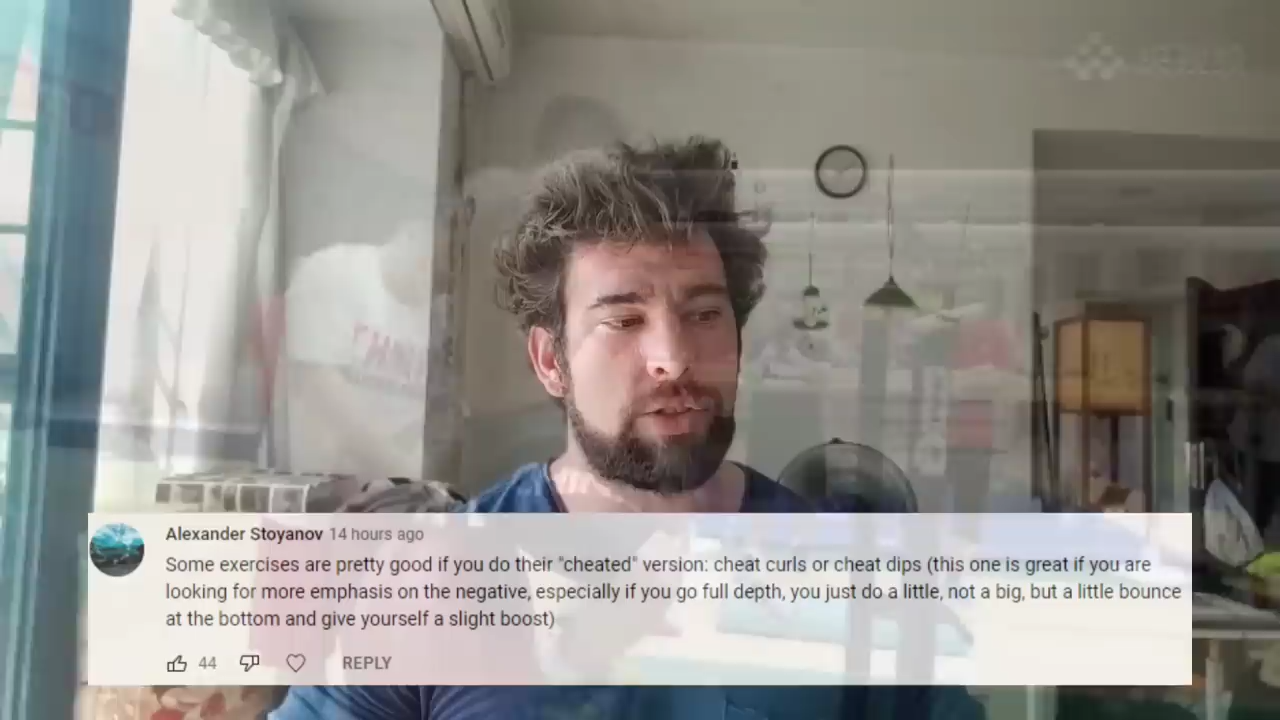 Alexander Stoyanov 14 hours ago
Some exercises are pretty good if you do their "cheated" version: cheat curls or cheat dips (this one is great if you are
looking for more emphasis on the negative, especially if you go full depth, you just do a little, not a big, but a little bounce
at the bottom and give yourself a slight boost)
44 REPLY